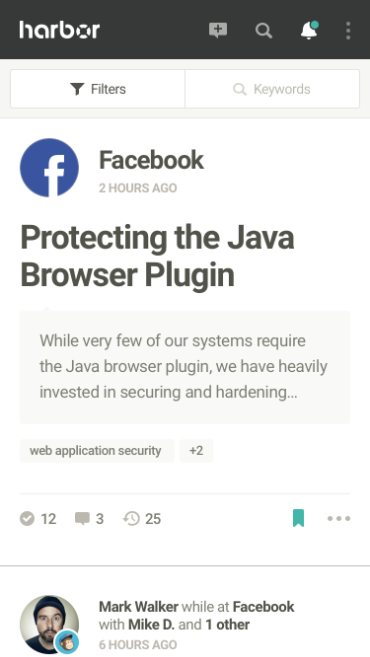 harbor
Filters
Keywords
Facebook
2 HOURS AGO
Protecting the Java
Browser Plugin
While very few of our systems require
the Java browser plugin, we have heavily
invested in securing and hardening...
web application security +2
12 3 25
Mark Walker while at Facebook
with Mike D. and 1 other
6 HOURS AGO